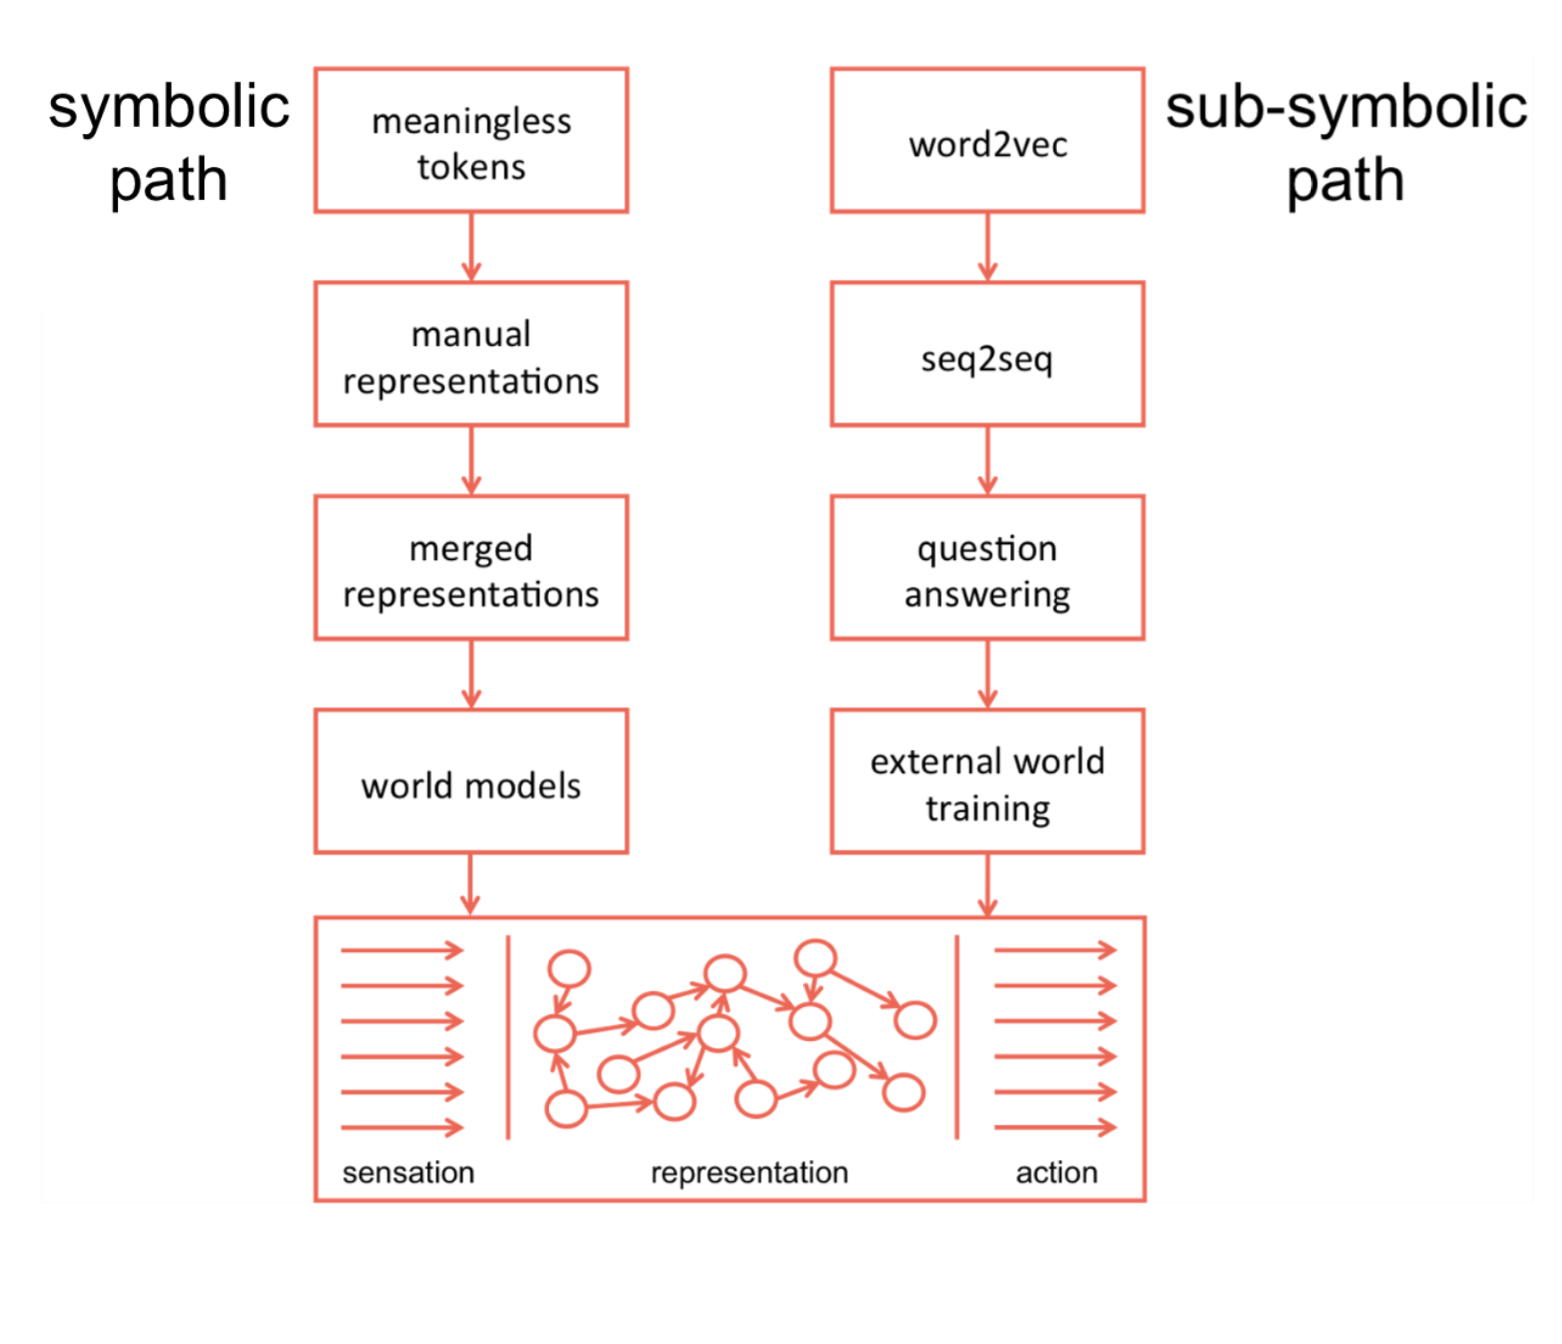 symbolic
path
meaningless
tokens
manual
representations
merged
representations
world models
sub-symbolic
path
word2vec
seq2seq
question
answering
external world
training
sensation
representation
action